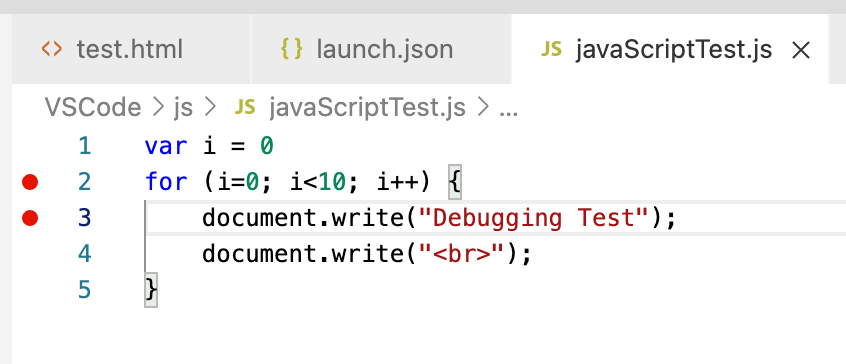 <> test.html {} launch.json JS javaScriptTest.js ×
VSCode > js > JS javaScriptTest.js > ...
1 var i = 0
2 for (i=0; i<10; i++) {
3 document.write("Debugging Test");
4 document.write("<br>");
5 }